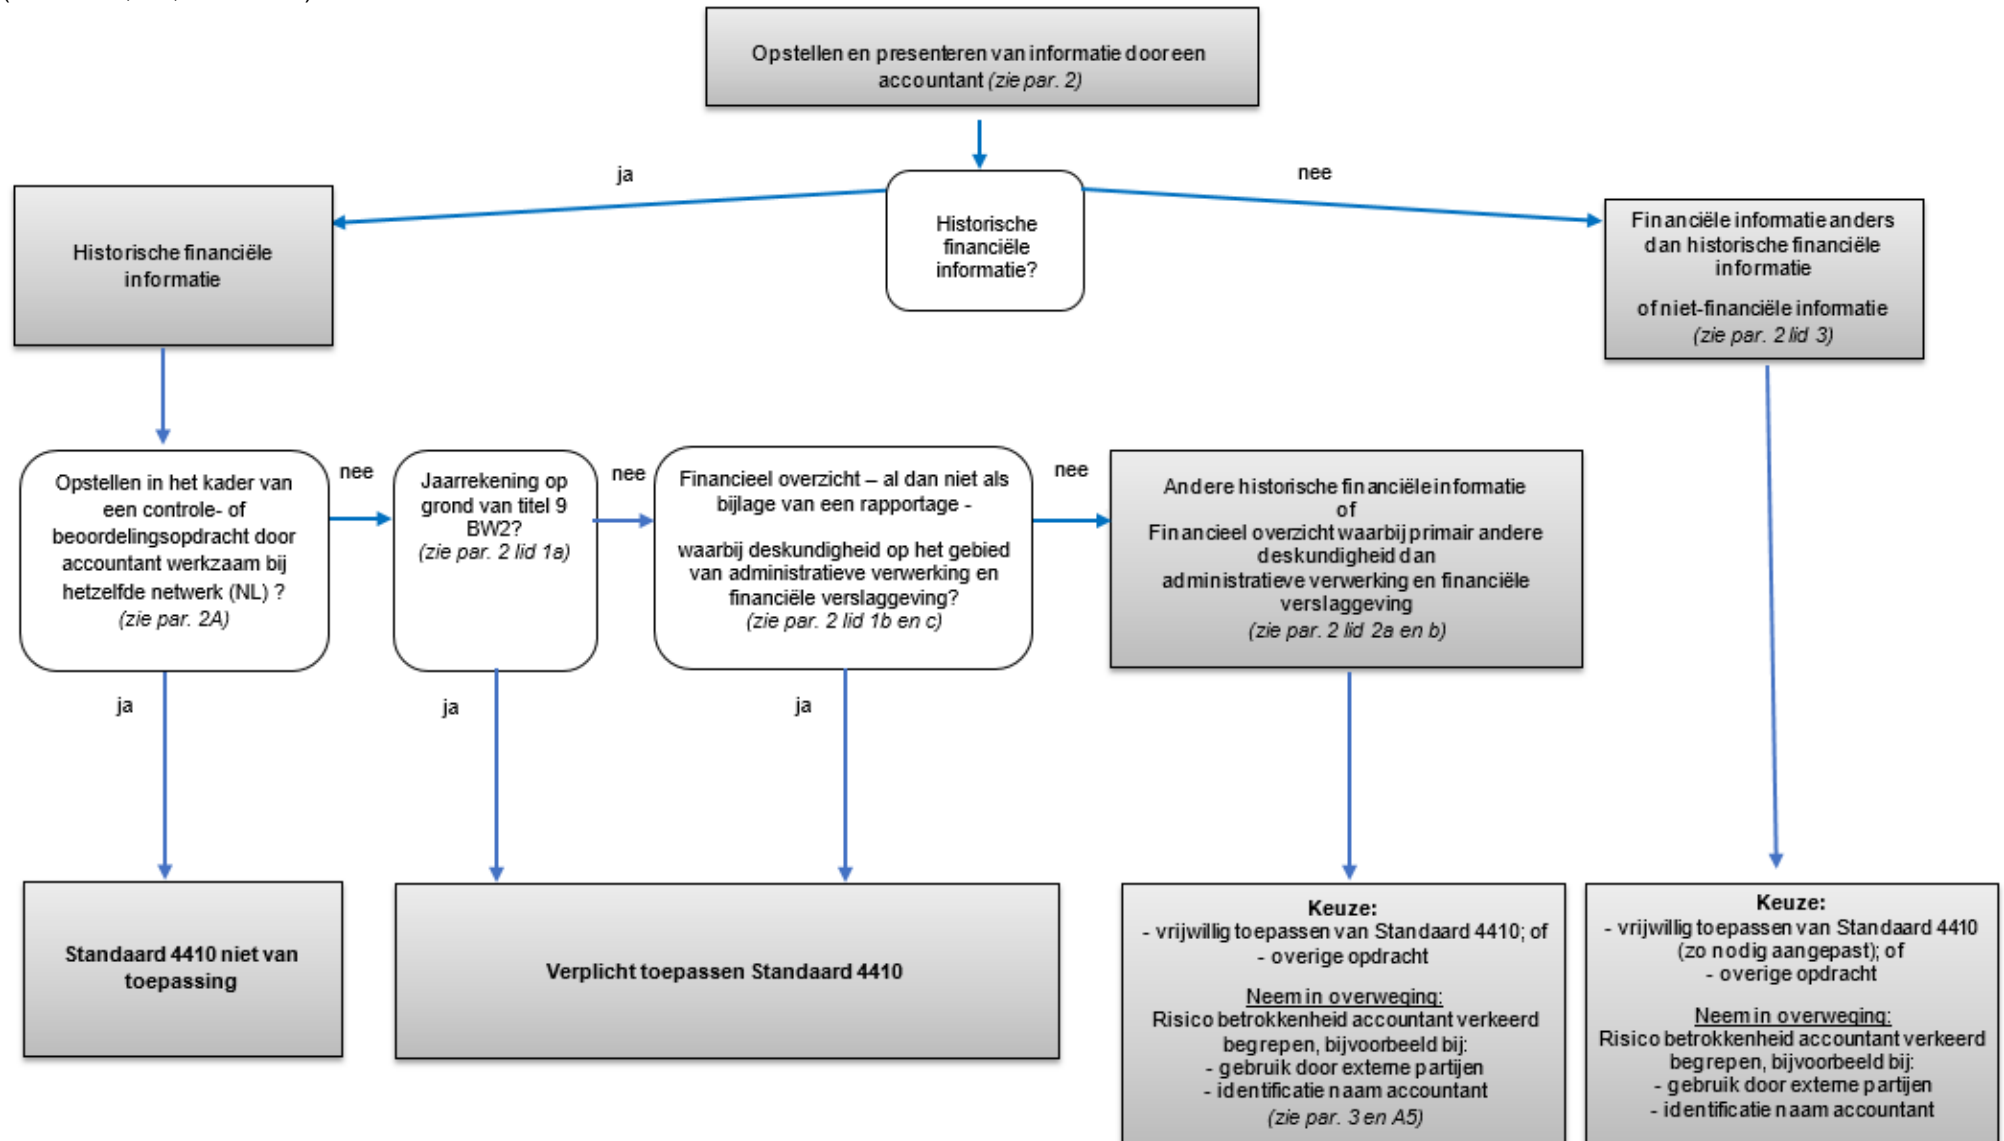 Opstellen en presenteren van informatie door een
accountant (zie par. 2)
ja
nee
Historische
financiële
informatie?
Historische financiële
informatie
Financiële informatie anders
dan historische financiële
informatie
of niet-financiële informatie
(zie par. 2 lid 3)
Opstellen in het kader van
een controle- of
beoordelingsopdracht door
accountant werkzaam bij
hetzelfde netwerk (NL) ?
(zie par. 2A)
nee
Jaarrekening op
grond van titel 9
BW2?
(zie par. 2 lid 1a)
nee
Financieel overzicht – al dan niet als
bijlage van een rapportage -
waarbij deskundigheid op het gebied
van administratieve verwerking en
financiële verslaggeving?
(zie par. 2 lid 1b en c)
nee
Andere historische financiële informatie
of
Financieel overzicht waarbij primair andere
deskundigheid dan
administratieve verwerking en financiële
verslaggeving
(zie par. 2 lid 2a en b)
ja
ja
ja
Standaard 4410 niet van
toepassing
Verplicht toepassen Standaard 4410
Keuze:
- vrijwillig toepassen van Standaard 4410; of
- overige opdracht
Neem in overweging:
Risico betrokkenheid accountant verkeerd
begrepen, bijvoorbeeld bij:
- gebruik door externe partijen
- identificatie naam accountant
(zie par. 3 en A5)
Keuze:
- vrijwillig toepassen van Standaard 4410
(zo nodig aangepast); of
- overige opdracht
Neem in overweging:
Risico betrokkenheid accountant verkeerd
begrepen, bijvoorbeeld bij:
- gebruik door externe partijen
- identificatie naam accountant